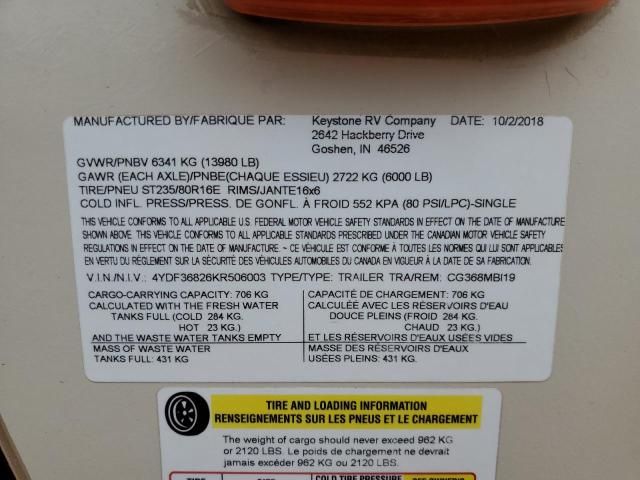 MANUFACTURED BY/FABRIQUE PAR: Keystone RV Company DATE: 10/2/2018
2642 Hackberry Drive
Goshen, IN 46526
GVWR/PNBV 6341 KG (13980 LB)
GAWR (EACH AXLE)/PNBE(CHAQUE ESSIEU) 2722 KG (6000 LB)
TIRE/PNEU ST235/80R16E RIMS/JANTE16x6
COLD INFL. PRESS/PRESS. DE GONFL. À FROID 552 KPA (80 PSI/LPC)-SINGLE
THIS VEHICLE CONFORMS TO ALL APPLICABLE U.S. FEDERAL MOTOR VEHICLE SAFETY STANDARDS IN EFFECT ON THE DATE OF MANUFACTURE
SHOWN ABOVE. THIS VEHICLE CONFORMS TO ALL APPLICABLE STANDARDS PRESCRIBED UNDER THE CANADIAN MOTOR VEHICLE SAFETY
REGULATIONS IN EFFECT ON THE DATE OF MANUFACTURE ~ CE VÉHICULE EST CONFORME À TOUTES LES NORMES QUI LUI SONT APPLICABLES
EN VERTU DU RÈGLEMENT SUR LA SÉCURITÉ DES VÉHICULES AUTOMOBILES DU CANADA EN VIGUEUR À LA DATE DE SA FABRICATION.
V.I.N./N.I.V.: 4YDF36826KR506003 TYPE/TYPE: TRAILER TRA/REM: CG368MBI19
CARGO-CARRYING CAPACITY: 706 KG
CALCULATED WITH THE FRESH WATER
TANKS FULL (COLD 284 KG.
HOT 23 KG.)
AND THE WASTE WATER TANKS EMPTY
MASS OF WASTE WATER
TANKS FULL: 431 KG
CAPACITÉ DE CHARGEMENT: 706 KG
CALCULÉE AVEC LES RÉSERVOIRS D'EAU
DOUCE PLEINS (FROID 284 KG
CHAUD 23 KG.)
ET LES RÉSERVOIRS D'EAUX USÉES VIDES
MASSE DES RÉSERVOIRS D'EAUX
USÉES PLEINS: 431 KG.
TIRE AND LOADING INFORMATION
RENSEIGNEMENTS SUR LES PNEUS ET LE CHARGEMENT
The weight of cargo should never exceed 962 KG
or 2120 LBS. Le poids de chargement ne devrait
jamais excéder 962 KG ou 2120 LBS.
TIRE SIZE COLD TIRE PRESSURE SEE OWNER'S